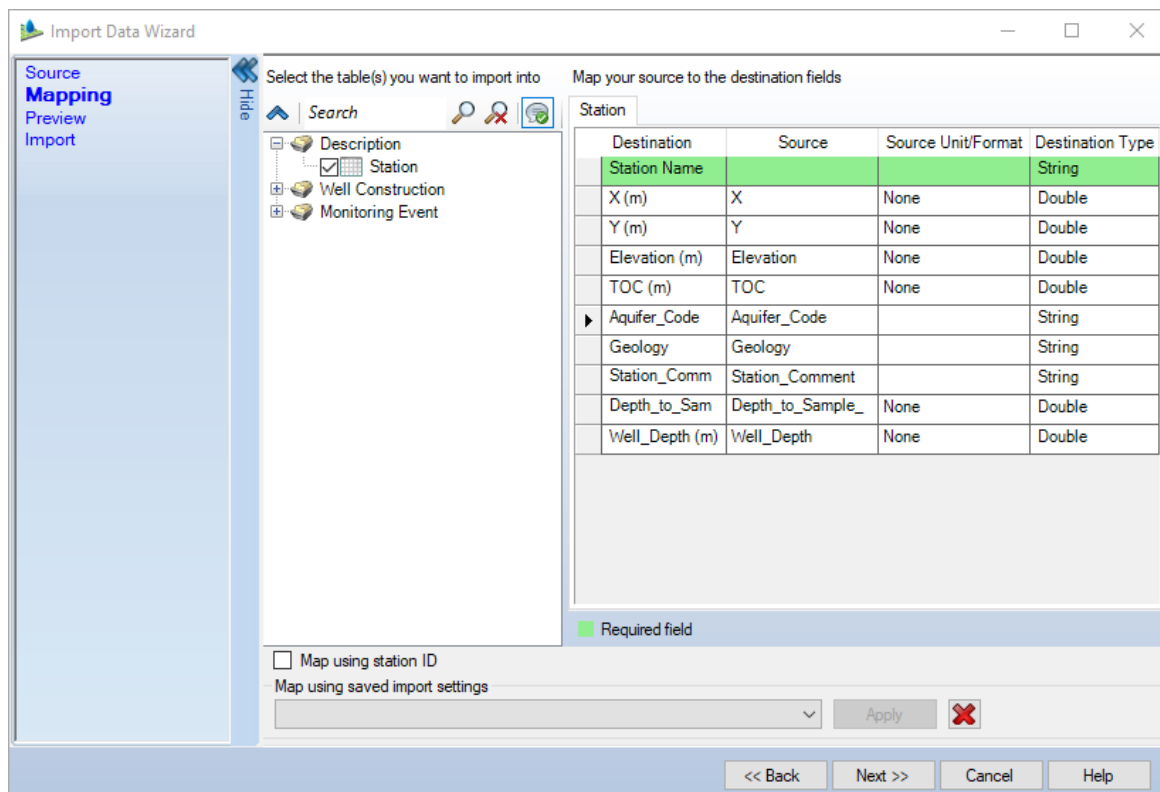 Import Data Wizard
Source
Mapping
Preview
Import
Hide
Select the table(s) you want to import into
Search
Description
Station
Well Construction
Monitoring Event
Map your source to the destination fields
Station
Destination Source Source Unit/Format Destination Type
Station Name String
X (m) X None Double
Y (m) Y None Double
Elevation (m) Elevation None Double
TOC (m) TOC None Double
Aquifer_Code Aquifer_Code String
Geology Geology String
Station_Comm Station_Comment String
Depth_to_Sam Depth_to_Sample_ None Double
Well_Depth (m) Well_Depth None Double
Required field
Map using station ID
Map using saved import settings
Apply
<< Back Next >> Cancel Help